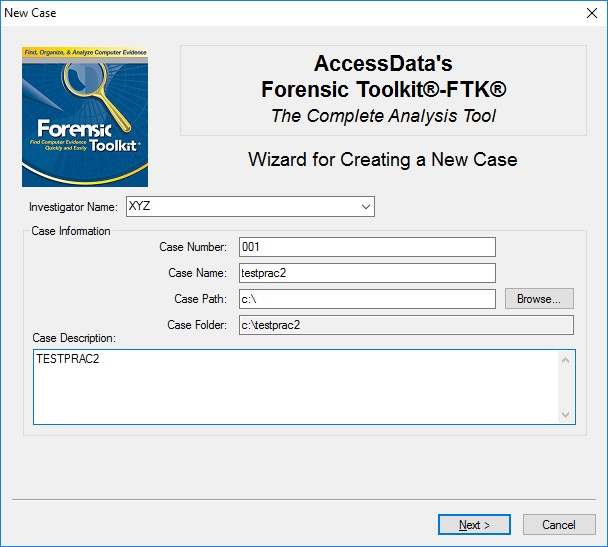 New Case
Find, Organize, & Analyze Computer Evidence
Forensic
Find Computer Evidence
Quickly and Easily
Toolkit
AccessData's
Forensic Toolkit®-FTK®
The Complete Analysis Tool
Wizard for Creating a New Case
Investigator Name: XYZ
Case Information
Case Number: 001
Case Name: testprac2
Case Path: c:\ Browse...
Case Folder: c:\testprac2
Case Description:
TESTPRAC2
Next > Cancel